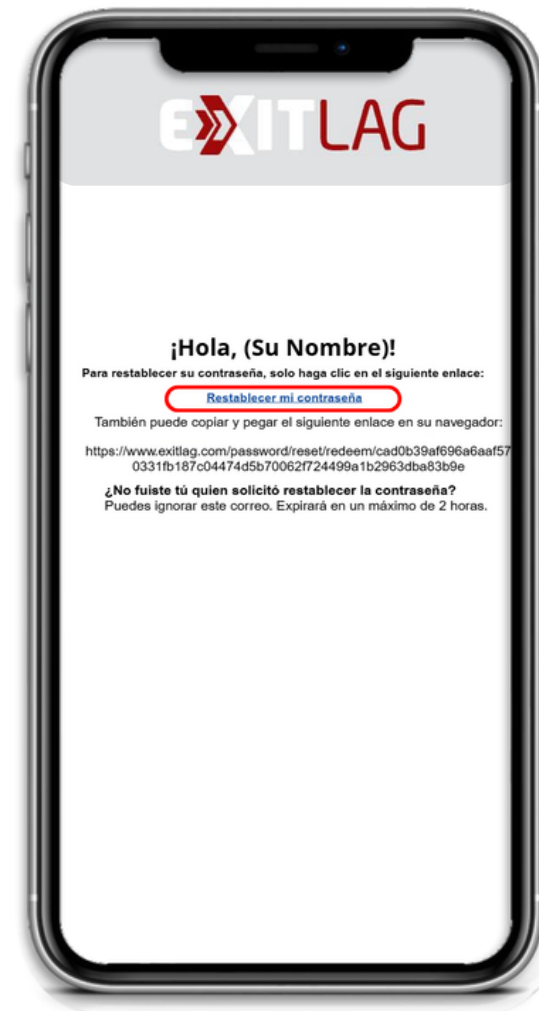 EXITLAG
¡Hola, (Su Nombre)!
Para restablecer su contraseña, solo haga clic en el siguiente enlace:
Restablecer mi contraseña
También puede copiar y pegar el siguiente enlace en su navegador:
https://www.exitlag.com/password/reset/redeem/cad0b39af696a6aaf57
0331fb187c04474d5b70062f724499a1b2963dba83b9e
¿No fuiste tú quien solicitó restablecer la contraseña?
Puedes ignorar este correo. Expirará en un máximo de 2 horas.